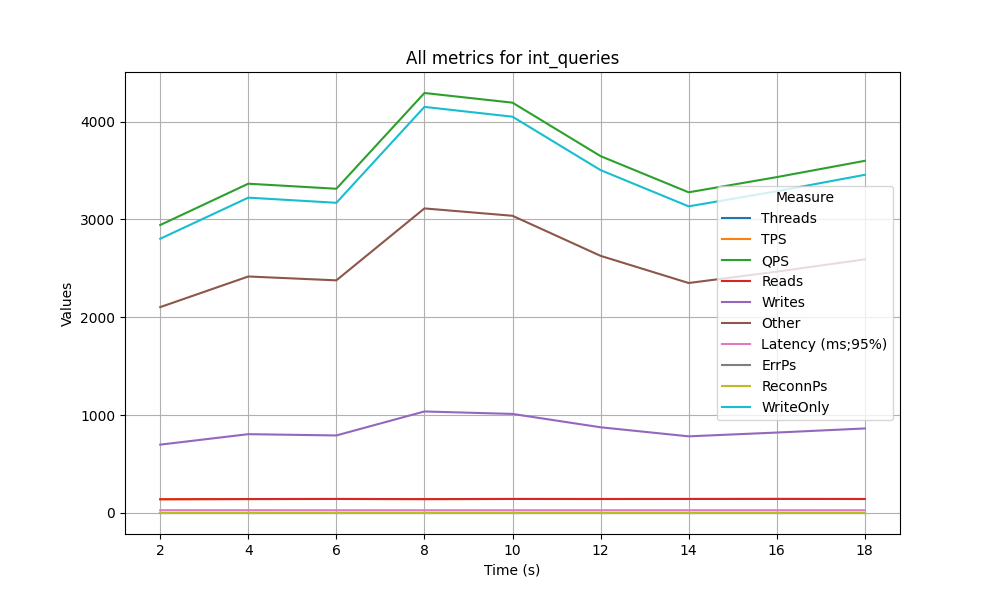 All metrics for int_queries
Values
4000
3000
2000
1000
0
Measure
Threads
TPS
QPS
Reads
Writes
Other
Latency (ms;95%)
ErrPs
ReconnPs
WriteOnly
2 4 6 8 10 12 14 16 18
Time (s)